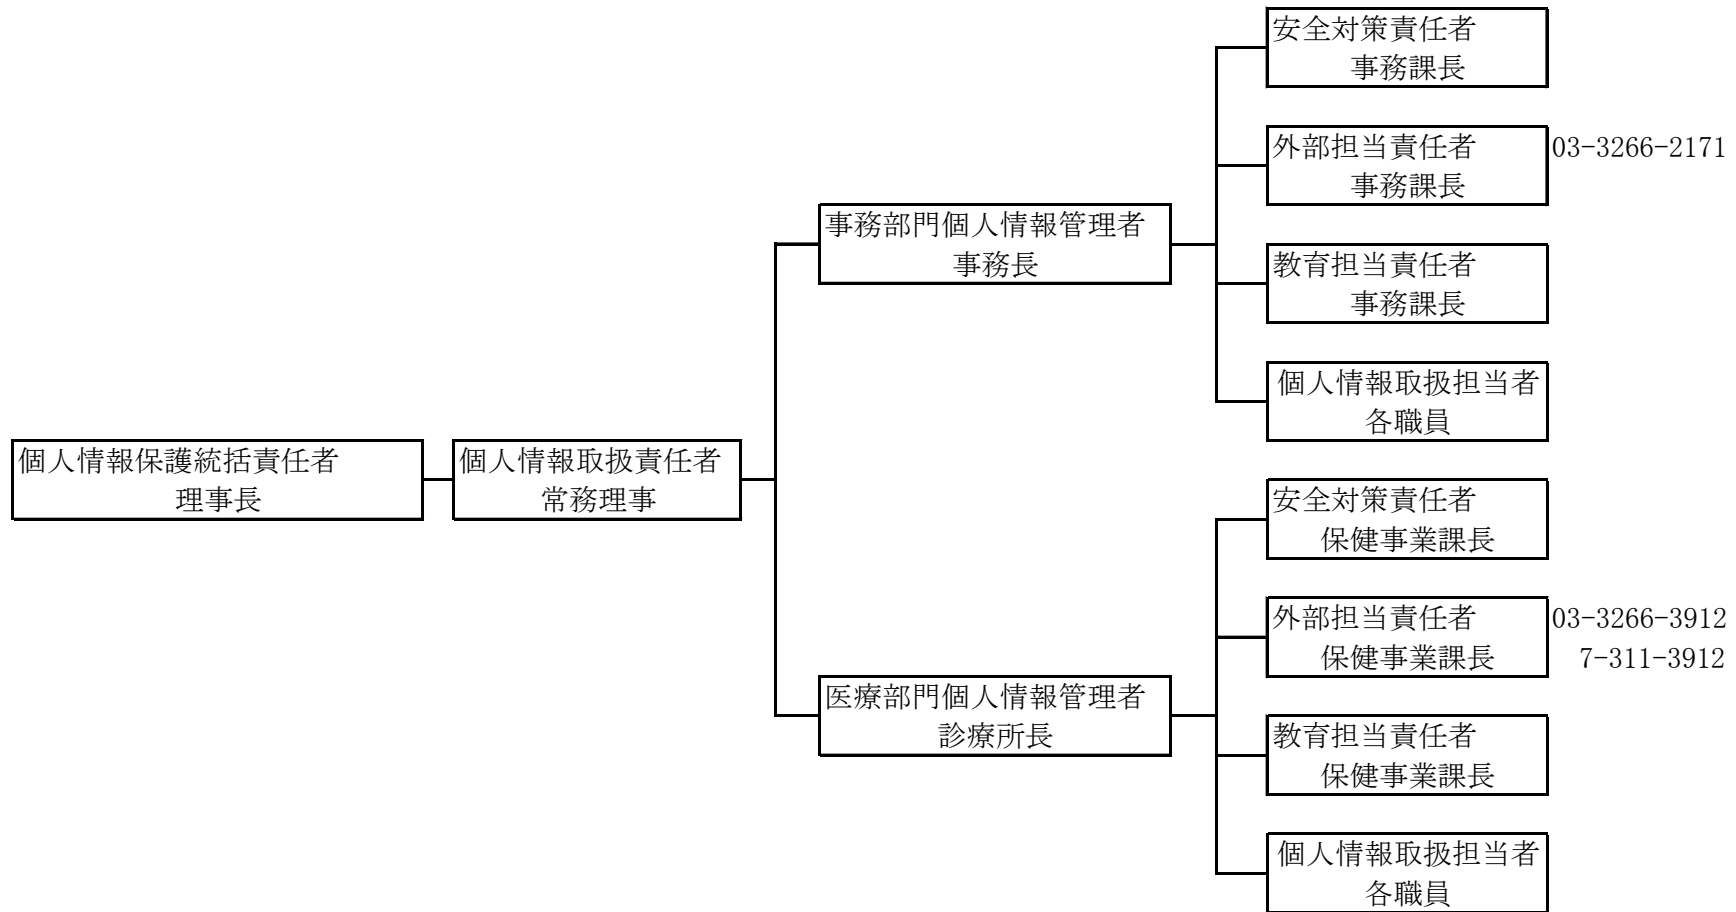 個人情報保護統括責任者
理事長
個人情報取扱責任者
常務理事
事務部門個人情報管理者
事務長
安全対策責任者
事務課長
外部担当責任者
事務課長
03-3266-2171
教育担当責任者
事務課長
個人情報取扱担当者
各職員
医療部門個人情報管理者
診療所長
安全対策責任者
保健事業課長
外部担当責任者
保健事業課長
03-3266-3912
7-311-3912
教育担当責任者
保健事業課長
個人情報取扱担当者
各職員